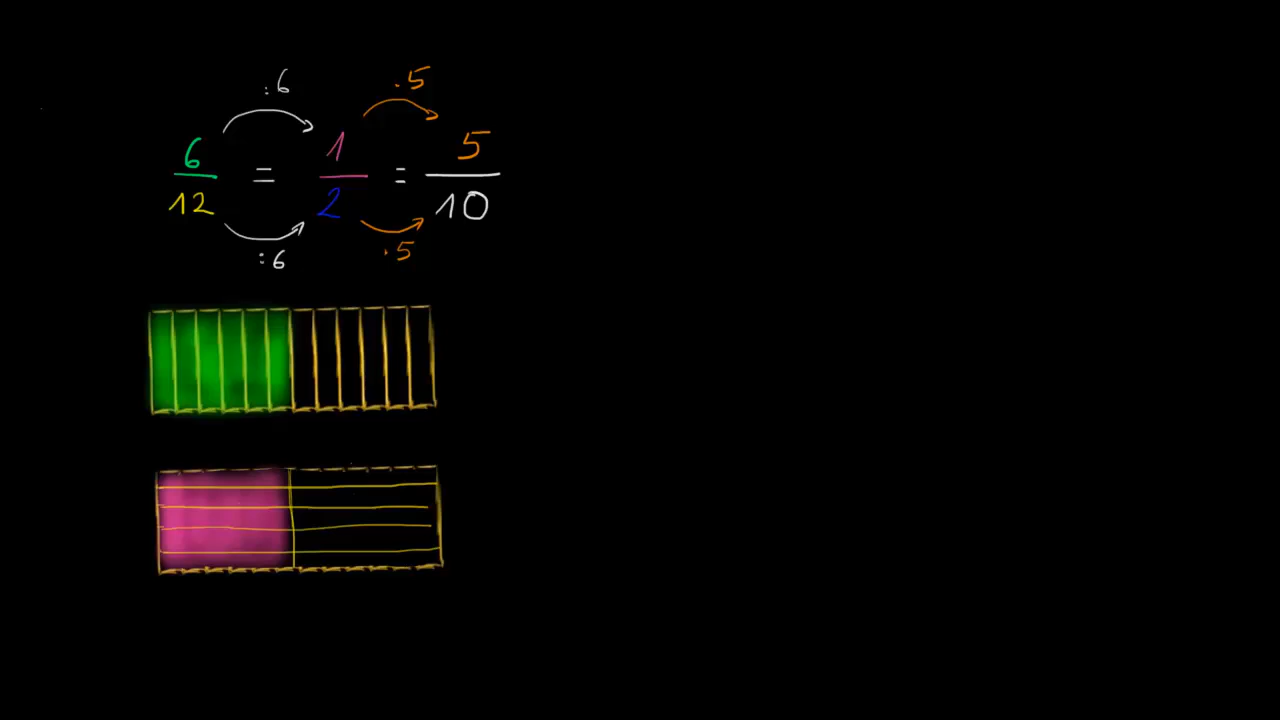 :6 .5
6/12 = 1/2 = 5/10
:6 .5